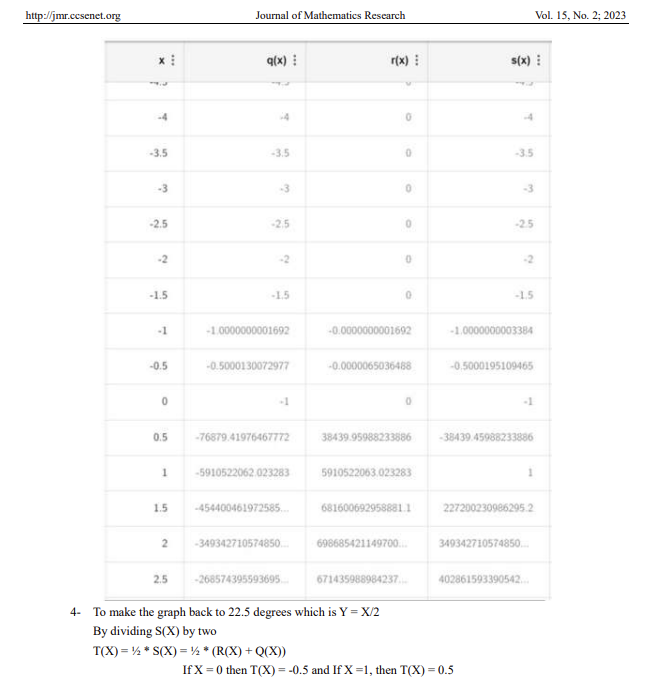 http://jmr.ccsenet.org Journal of Mathematics Research Vol. 15, No. 2; 2023
x ⋮ q(x) ⋮ r(x) ⋮ s(x) ⋮
-4 -4 0 -4
-3.5 -3.5 0 -3.5
-3 -3 0 -3
-2.5 -2.5 0 -2.5
-2 -2 0 -2
-1.5 -1.5 0 -1.5
-1 -1.0000000001692 -0.0000000001692 -1.0000000003384
-0.5 -0.5000130072977 -0.0000065036488 -0.5000195109465
0 -1 0 -1
0.5 -76879.41976467772 38439.95988233886 -38439.45988233886
1 -5910522062.023283 5910522063.023283 1
1.5 -454400461972585... 681600692958881.1 227200230986295.2
2 -349342710574850... 698685421149700... 349342710574850...
2.5 -268574395593695... 671435988984237... 402861593390542...
4- To make the graph back to 22.5 degrees which is Y = X/2
By dividing S(X) by two
T(X) = ½ * S(X) = ½ * (R(X) + Q(X))
If X = 0 then T(X) = -0.5 and If X =1, then T(X) = 0.5